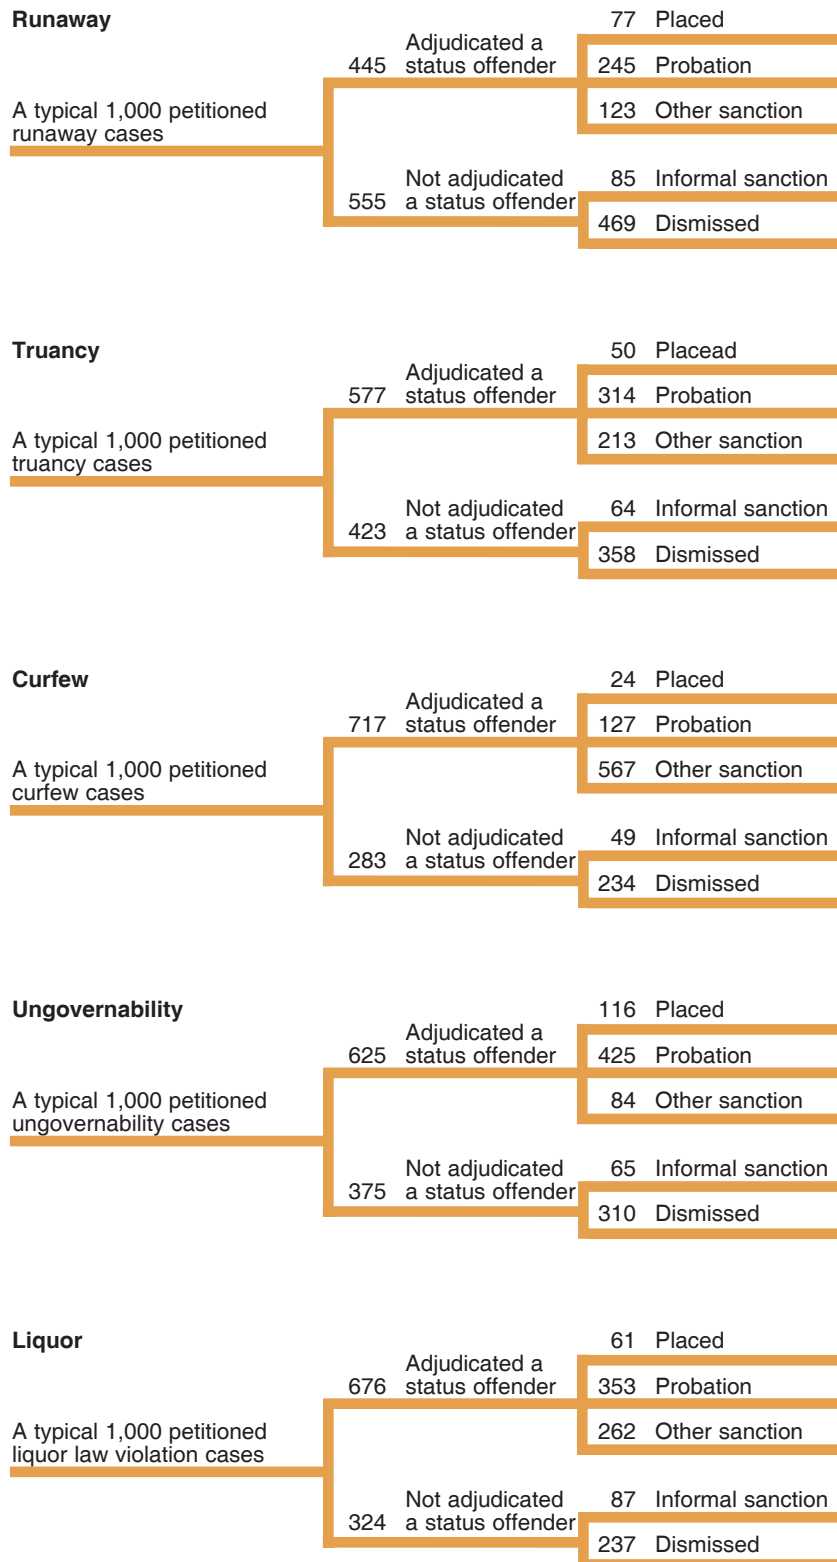 Runaway
77 Placed
Adjudicated a
445 status offender
245 Probation
A typical 1,000 petitioned
runaway cases
123 Other sanction
Not adjudicated
555 a status offender
85 Informal sanction
469 Dismissed
Truancy
50 Placead
Adjudicated a
577 status offender
314 Probation
A typical 1,000 petitioned
truancy cases
213 Other sanction
Not adjudicated
423 a status offender
64 Informal sanction
358 Dismissed
Curfew
24 Placed
Adjudicated a
717 status offender
127 Probation
A typical 1,000 petitioned
curfew cases
567 Other sanction
Not adjudicated
283 a status offender
49 Informal sanction
234 Dismissed
Ungovernability
116 Placed
Adjudicated a
625 status offender
425 Probation
A typical 1,000 petitioned
ungovernability cases
84 Other sanction
Not adjudicated
375 a status offender
65 Informal sanction
310 Dismissed
Liquor
61 Placed
Adjudicated a
676 status offender
353 Probation
A typical 1,000 petitioned
liquor law violation cases
262 Other sanction
Not adjudicated
324 a status offender
87 Informal sanction
237 Dismissed